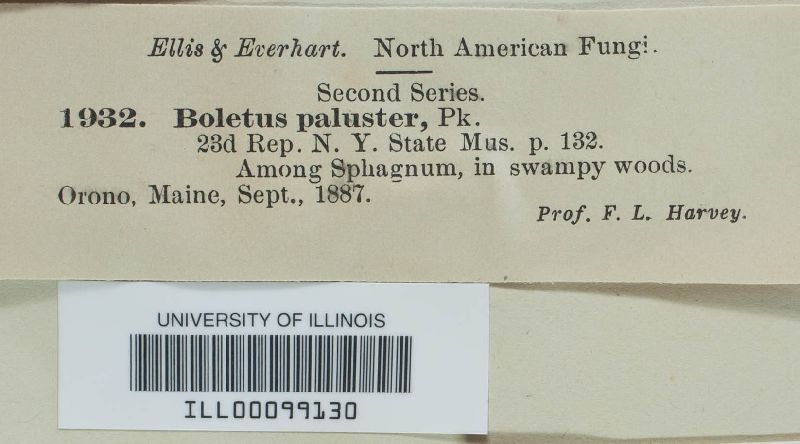 Ellis & Everhart. North American Fungi.
Second Series.
1932. Boletus paluster, Pk.
23d Rep. N. Y. State Mus. p. 132.
Among Sphagnum, in swampy woods.
Orono, Maine, Sept., 1887.
Prof. F. L. Harvey.
UNIVERSITY OF ILLINOIS
ILL00099130